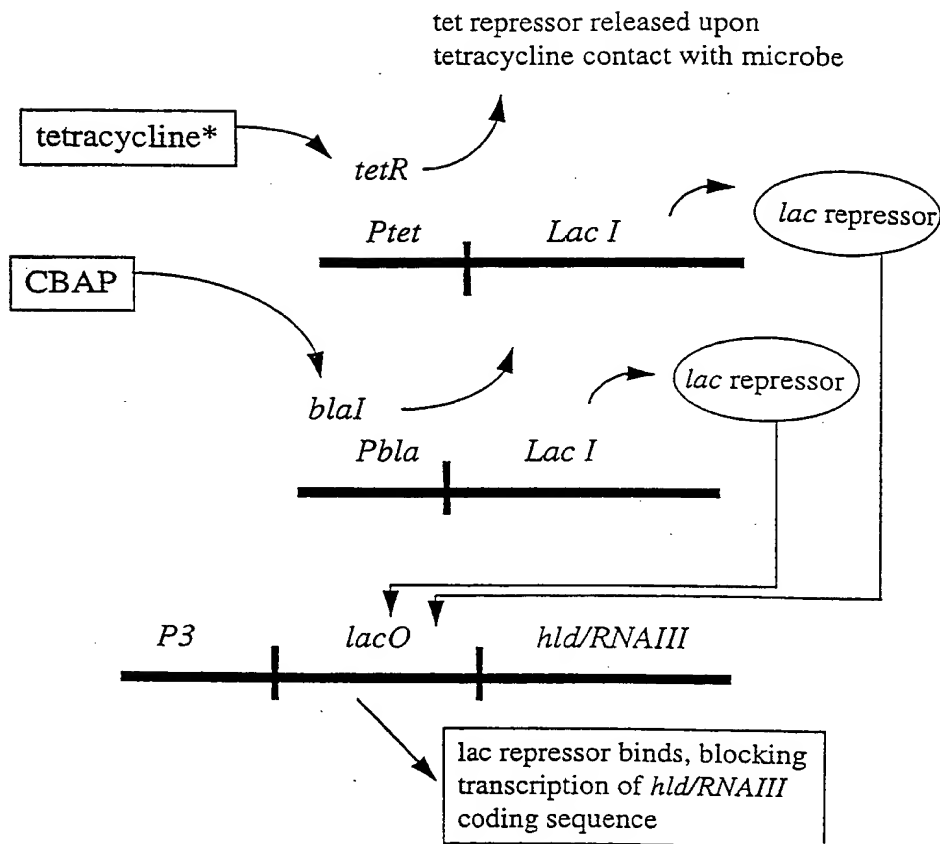 tet repressor released upon
tetracycline contact with microbe
tetracycline*
tetR
Ptet
Lac I
lac repressor
CBAP
blaI
Pbla
Lac I
lac repressor
P3
lacO
hld/RNAIII
lac repressor binds, blocking
transcription of hld/RNAIII
coding sequence